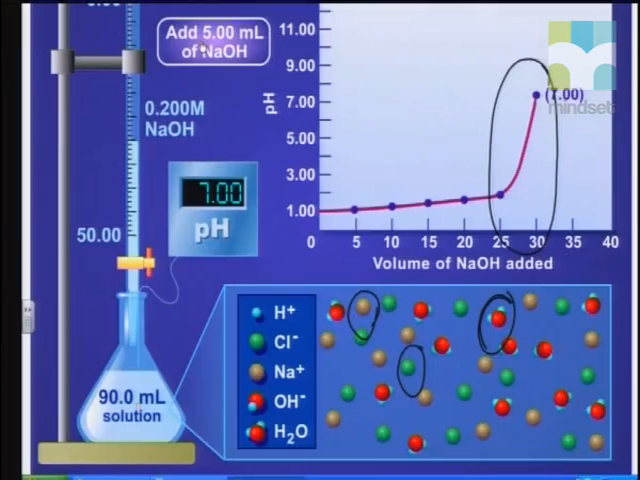 Add 5.00 mL
of NaOH
0.200M
NaOH
50.00
7.00
pH
90.0 mL
solution
pH
11.00
9.00
7.00
5.00
3.00
1.00
(7.00)
0 5 10 15 20 25 30 35 40
Volume of NaOH added
H+
Cl-
Na+
OH-
H₂O
mindset